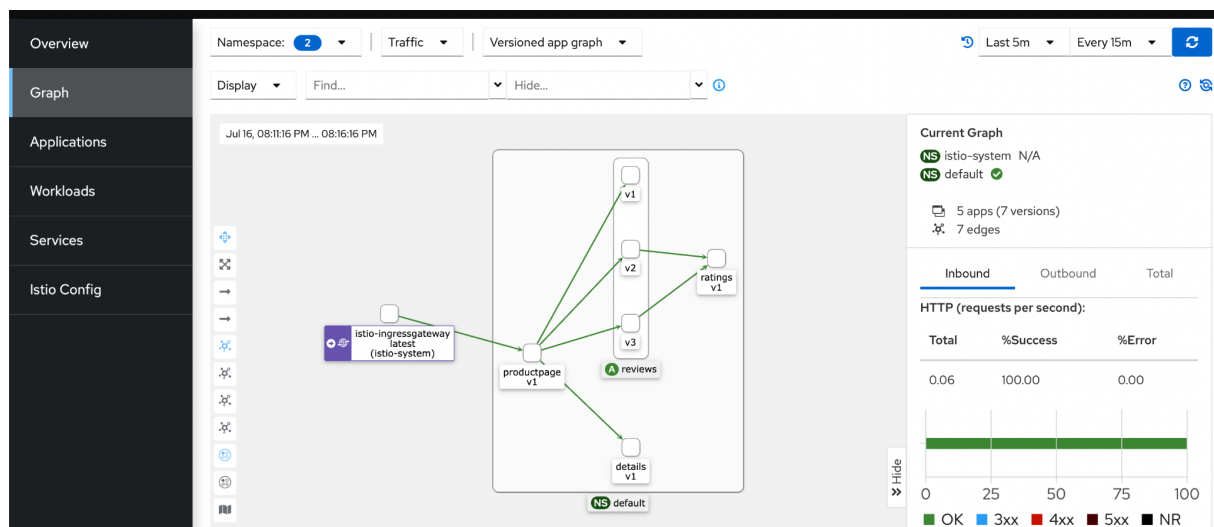 Overview
Graph
Applications
Workloads
Services
Istio Config
Namespace: 2
Traffic
Versioned app graph
Last 5m
Every 15m
Display
Find...
Hide...
Jul 16, 08:11:16 PM ... 08:16:16 PM
v1
v2
ratings
v1
v3
A reviews
istio-ingressgateway
latest
(istio-system)
productpage
v1
details
v1
NS default
Hide
Current Graph
NS istio-system N/A
NS default
5 apps (7 versions)
7 edges
Inbound Outbound Total
HTTP (requests per second):
Total %Success %Error
0.06 100.00 0.00
0 25 50 75 100
OK 3xx 4xx 5xx NR